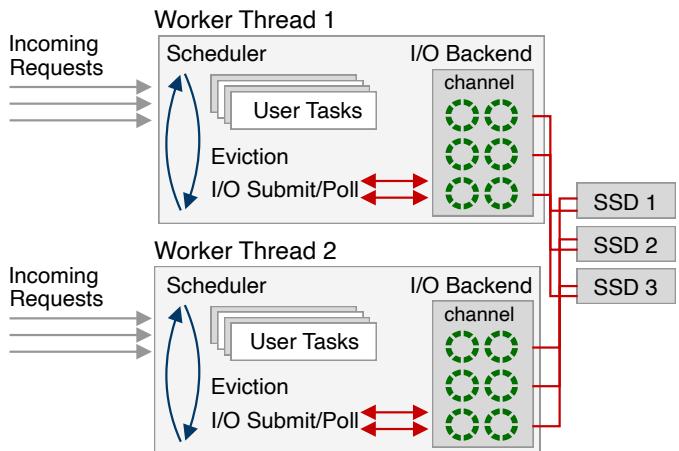 Worker Thread 1
Incoming
Requests
Scheduler
I/O Backend
channel
User Tasks
Eviction
I/O Submit/Poll
SSD 1
SSD 2
SSD 3
Worker Thread 2
Incoming
Requests
Scheduler
I/O Backend
channel
User Tasks
Eviction
I/O Submit/Poll